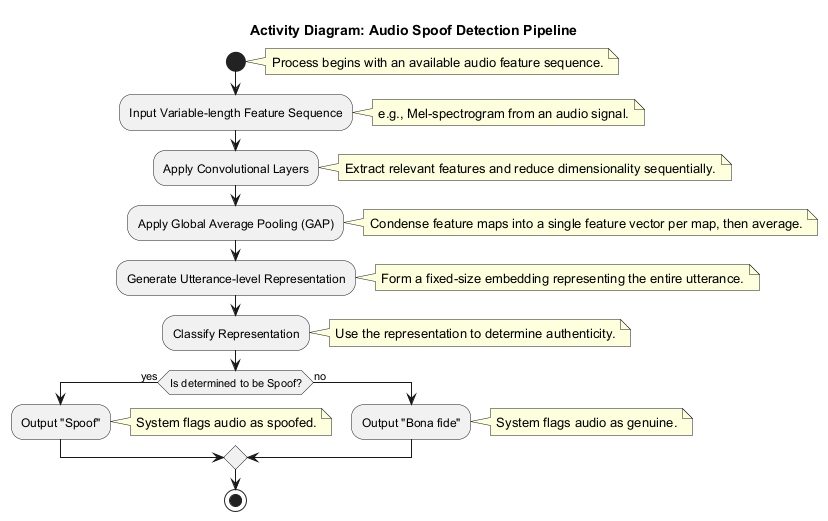 Activity Diagram: Audio Spoof Detection Pipeline
Process begins with an available audio feature sequence.
Input Variable-length Feature Sequence
e.g., Mel-spectrogram from an audio signal.
Apply Convolutional Layers
Extract relevant features and reduce dimensionality sequentially.
Apply Global Average Pooling (GAP)
Condense feature maps into a single feature vector per map, then average.
Generate Utterance-level Representation
Form a fixed-size embedding representing the entire utterance.
Classify Representation
Use the representation to determine authenticity.
yes
Is determined to be Spoof?
no
Output "Spoof"
System flags audio as spoofed.
Output "Bona fide"
System flags audio as genuine.